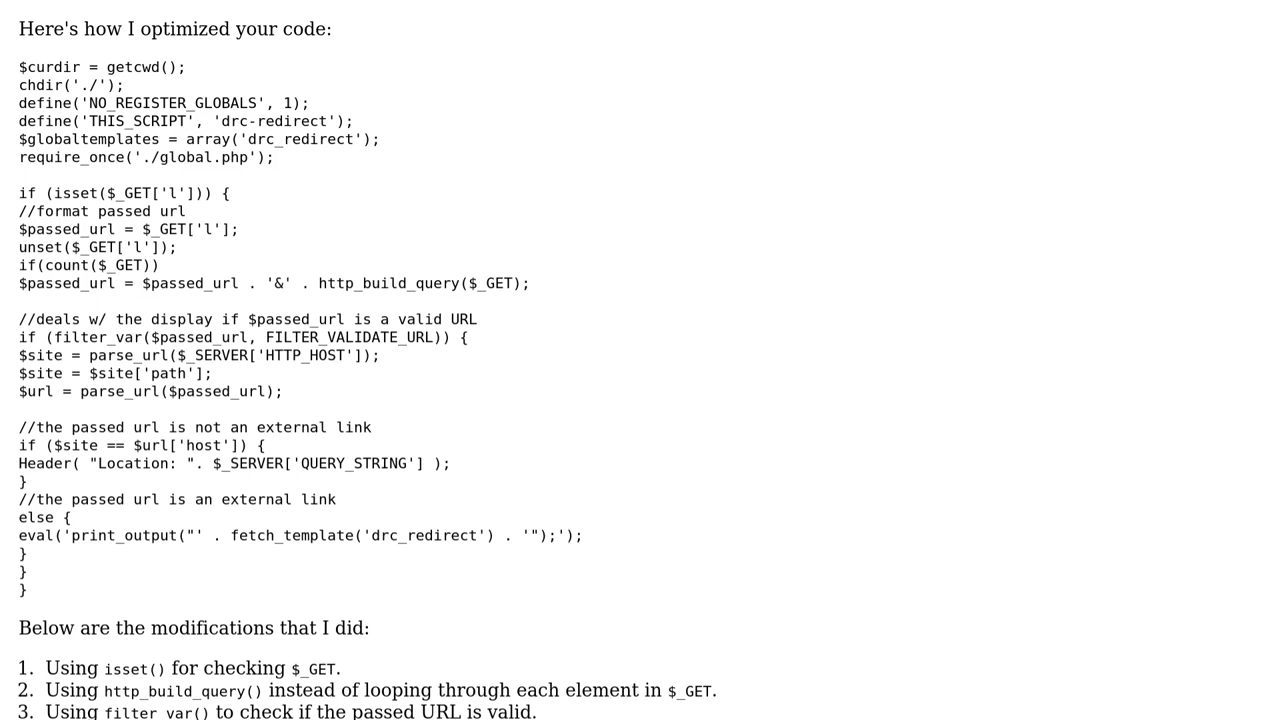 Here's how I optimized your code:
$curdir = getcwd();
chdir('./');
define('NO_REGISTER_GLOBALS', 1);
define('THIS_SCRIPT', 'drc-redirect');
$globaltemplates = array('drc_redirect');
require_once('./global.php');
if (isset($_GET['l'])) {
//format passed url
$passed_url = $_GET['l'];
unset($_GET['l']);
if(count($_GET))
$passed_url = $passed_url . '&' . http_build_query($_GET);
//deals w/ the display if $passed_url is a valid URL
if (filter_var($passed_url, FILTER_VALIDATE_URL)) {
$site = parse_url($_SERVER['HTTP_HOST']);
$site = $site['path'];
$url = parse_url($passed_url);
//the passed url is not an external link
if ($site == $url['host']) {
Header( "Location: ". $_SERVER['QUERY_STRING'] );
}
//the passed url is an external link
else {
eval('print_output("' . fetch_template('drc_redirect') . '");');
}
}
}
Below are the modifications that I did:
1. Using isset() for checking $_GET.
2. Using http_build_query() instead of looping through each element in $_GET.
3. Using filter_var() to check if the passed URL is valid.